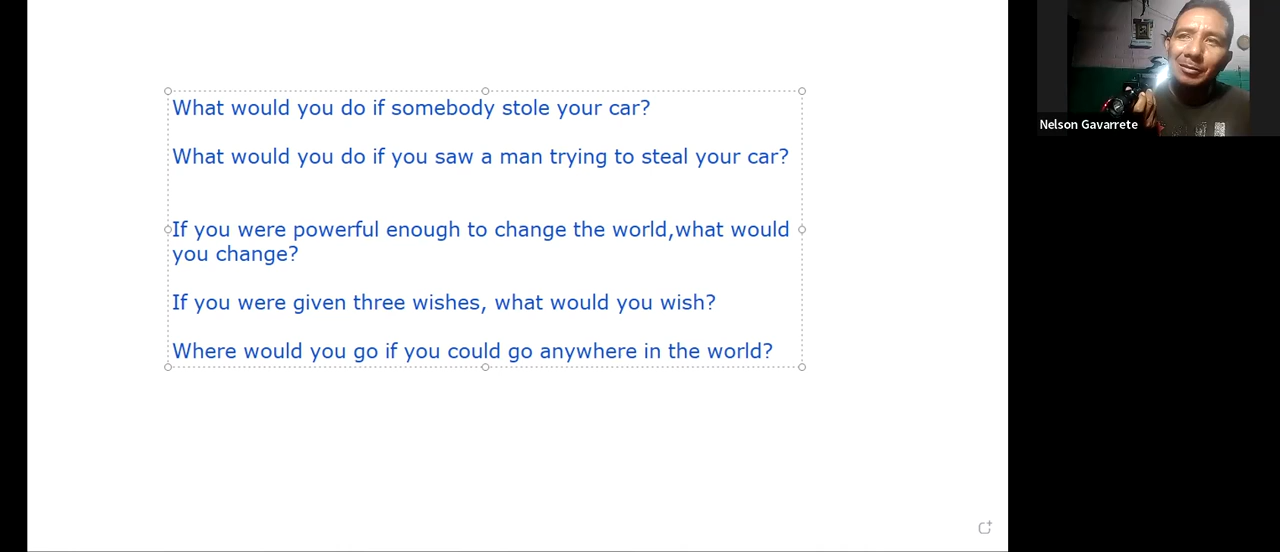 What would you do if somebody stole your car?
What would you do if you saw a man trying to steal your car?
If you were powerful enough to change the world,what would
you change?
If you were given three wishes, what would you wish?
Where would you go if you could go anywhere in the world?
Nelson Gavarrete